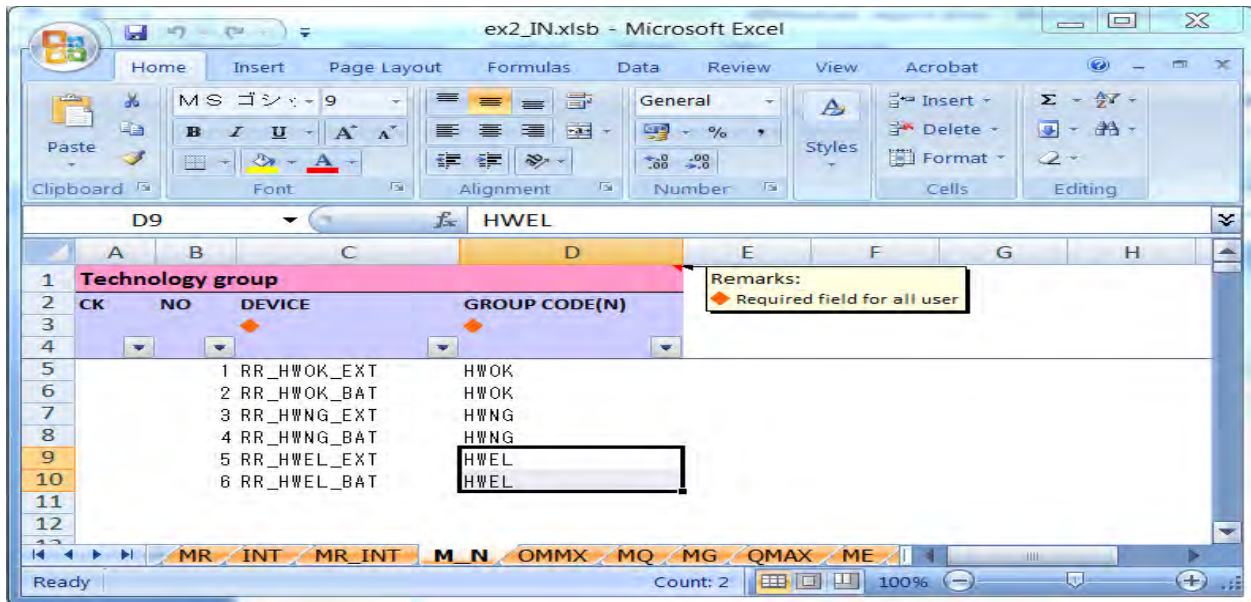 ex2_IN.xlsb - Microsoft Excel
Home Insert Page Layout Formulas Data Review View Acrobat
MS ゴシ 9 General Insert
Paste B I U A A % , Styles Delete
.00 .00 Format
Clipboard Font Alignment Number Cells Editing
D9 fx HWEL
A B C D E F G H
1 Technology group Remarks:
Required field for all user
2 CK NO DEVICE GROUP CODE(N)
3
4
5 1 RR_HWOK_EXT HWOK
6 2 RR_HWOK_BAT HWOK
7 3 RR_HWNG_EXT HWNG
8 4 RR_HWNG_BAT HWNG
9 5 RR_HWEL_EXT HWEL
10 6 RR_HWEL_BAT HWEL
11
12
MR INT MR_INT M_N OMMX MQ MG QMAX ME
Ready Count: 2 100%